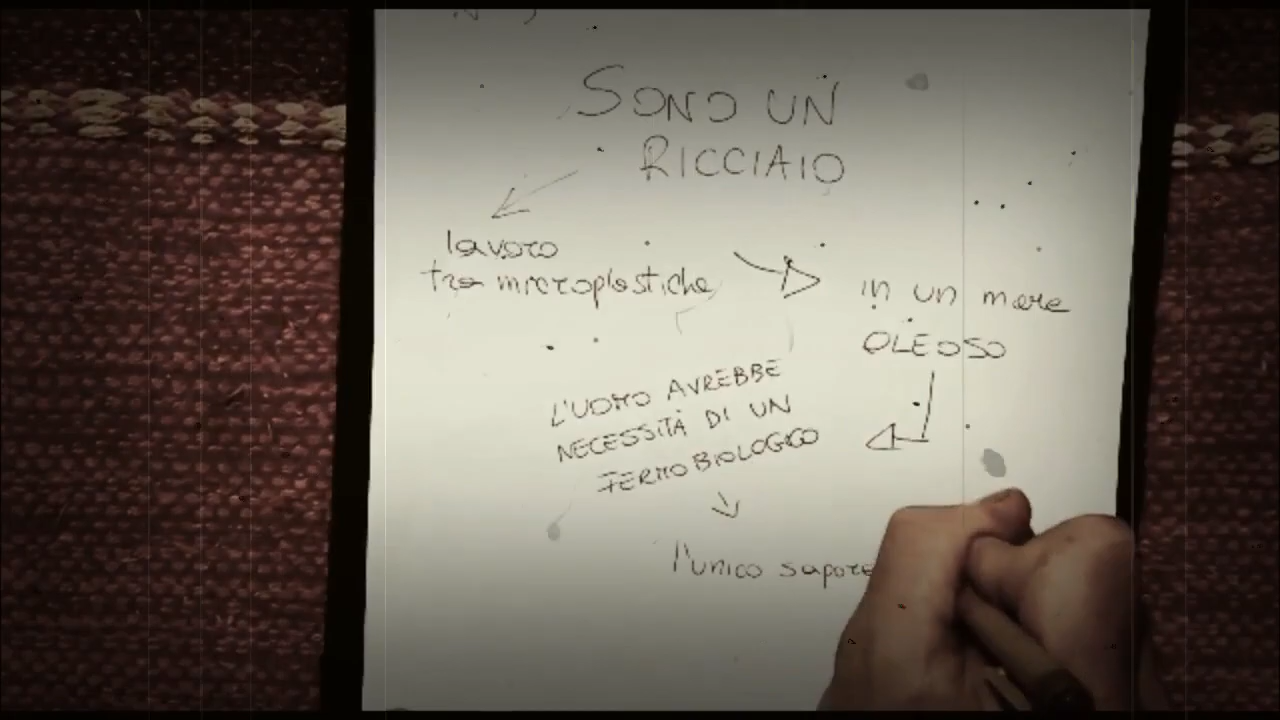 SONO UN
RICCIAIO
lavoro
tra microplastiche
in un mare
OLEOSO
L'UOMO AVREBBE
NECESSITÀ DI UN
FERMO BIOLOGICO
l'unico sapore